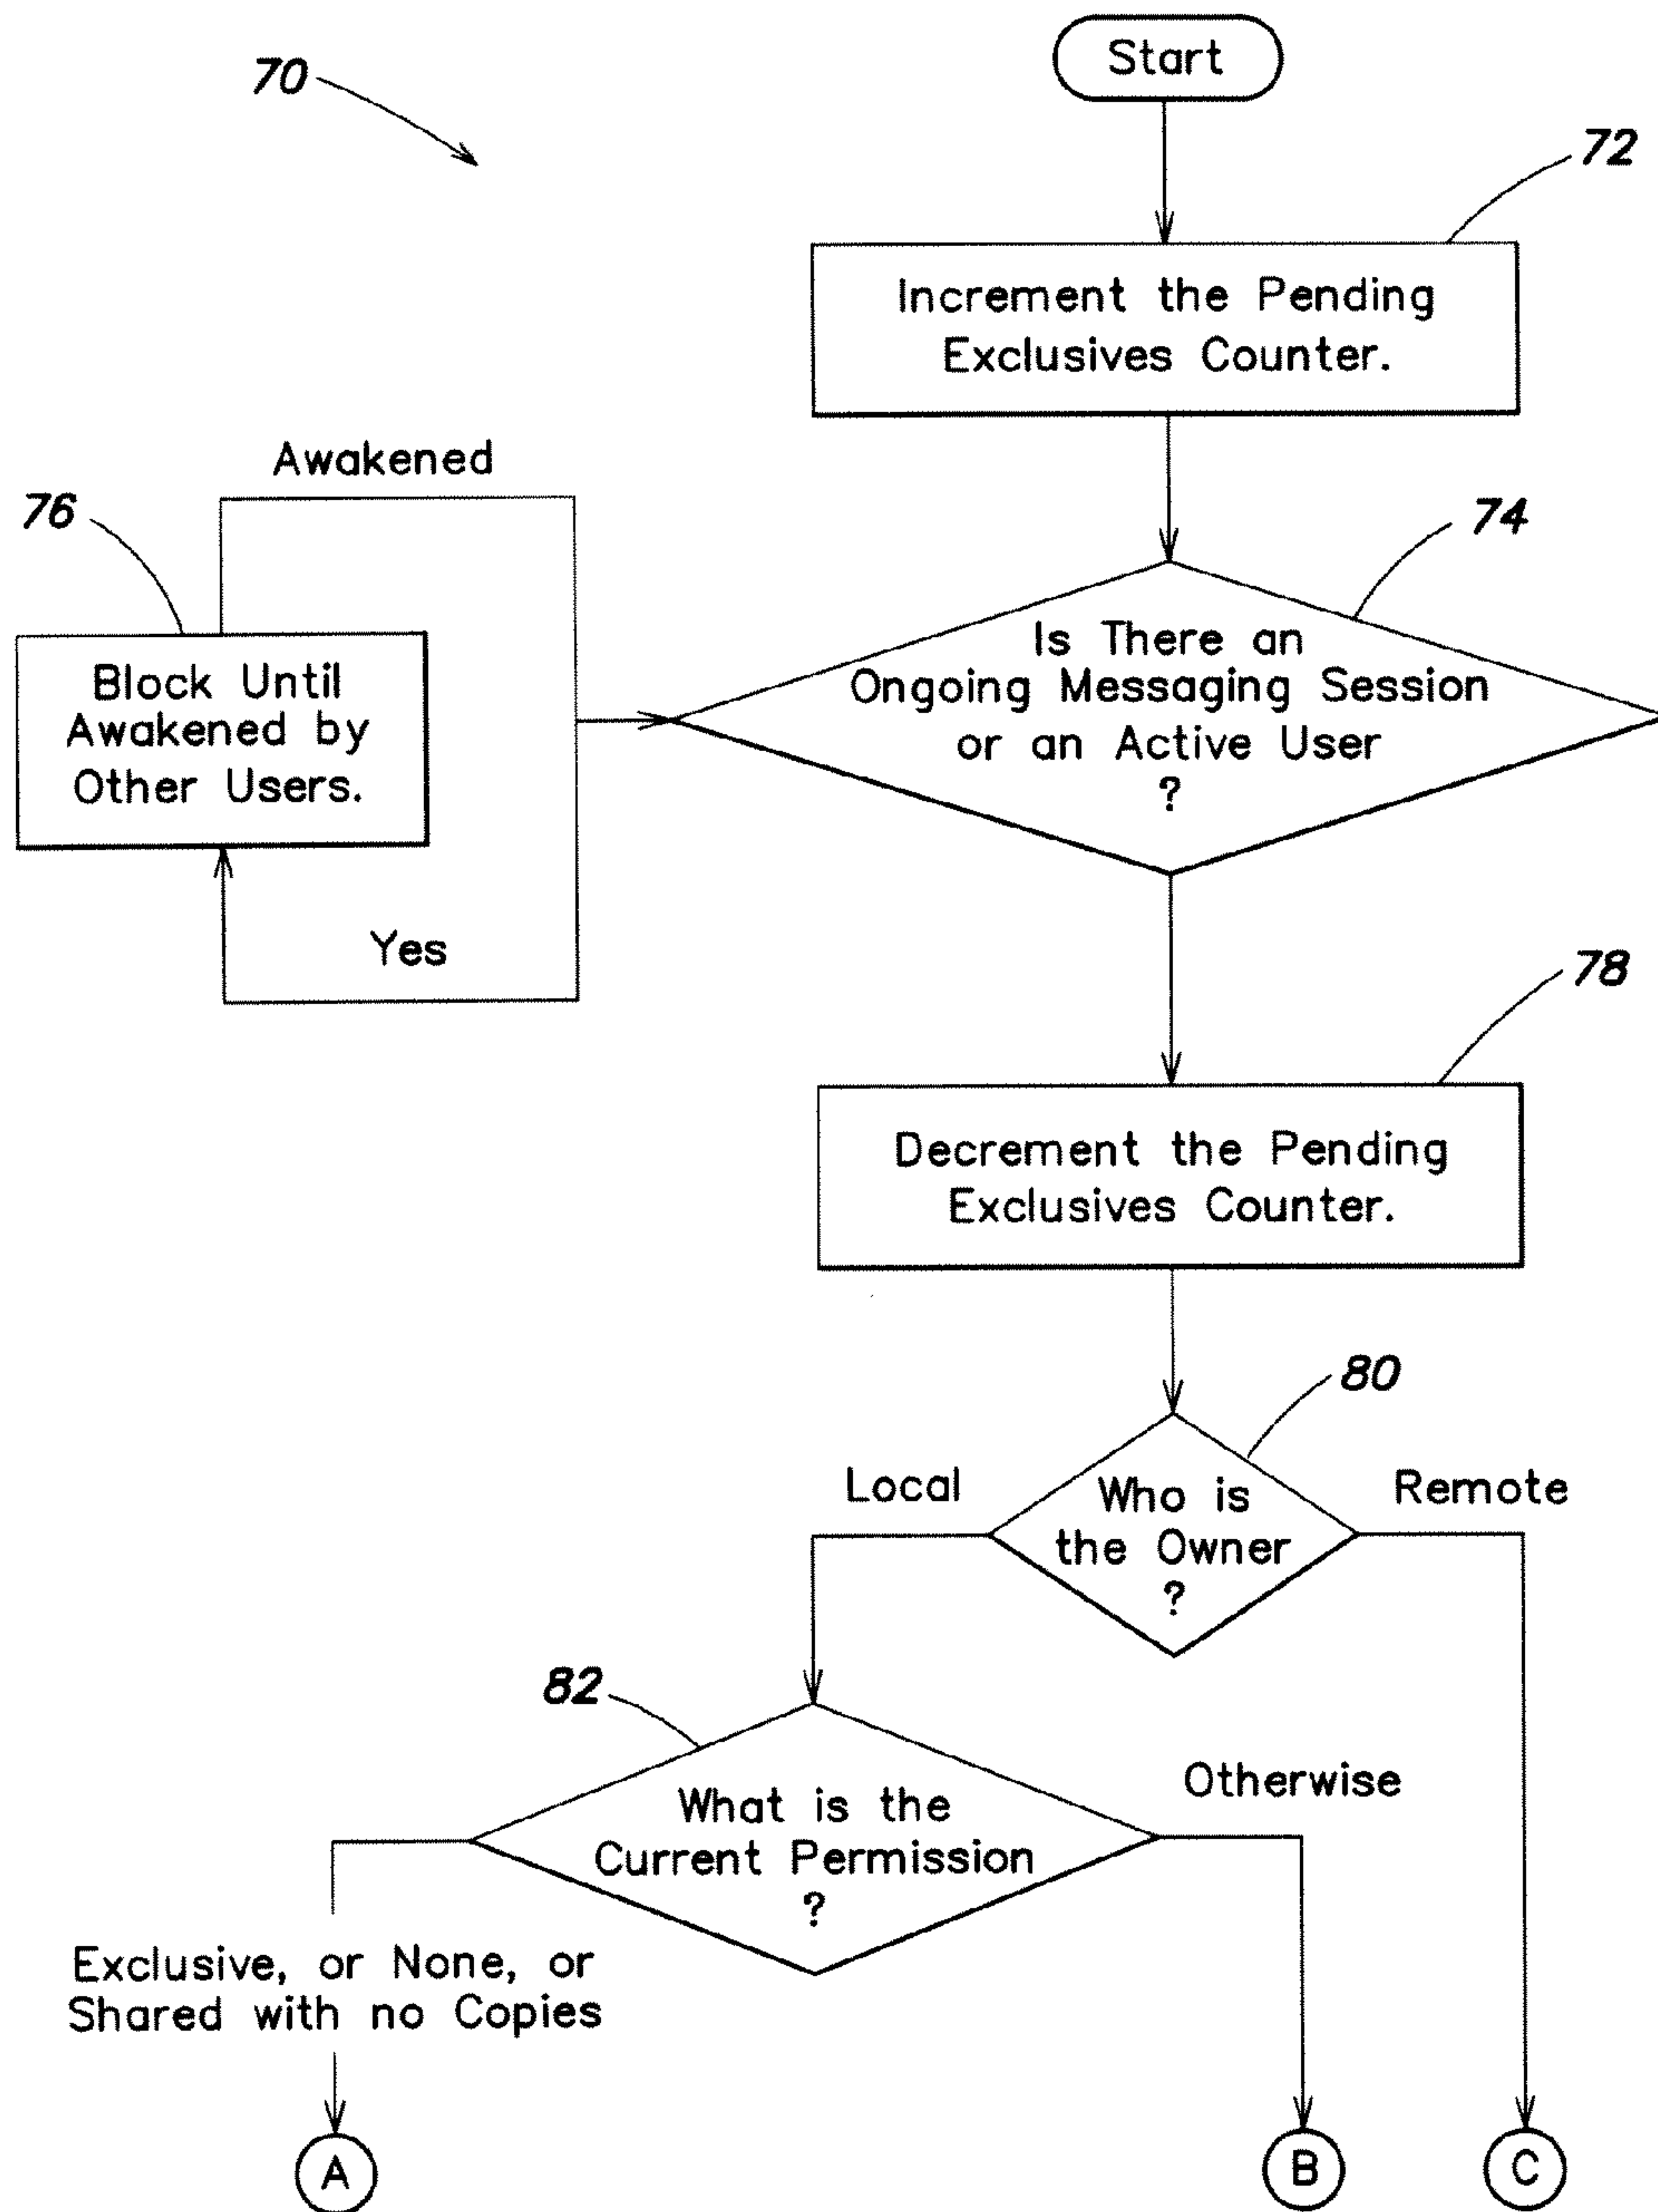 70
Start
72
Increment the Pending
Exclusives Counter.
Awakened
76
74
Block Until
Awakened by
Other Users.
Is There an
Ongoing Messaging Session
or an Active User
?
Yes
78
Decrement the Pending
Exclusives Counter.
80
Local
Who is
the Owner
?
Remote
82
What is the
Current Permission
?
Otherwise
Exclusive, or None, or
Shared with no Copies
A
B
C